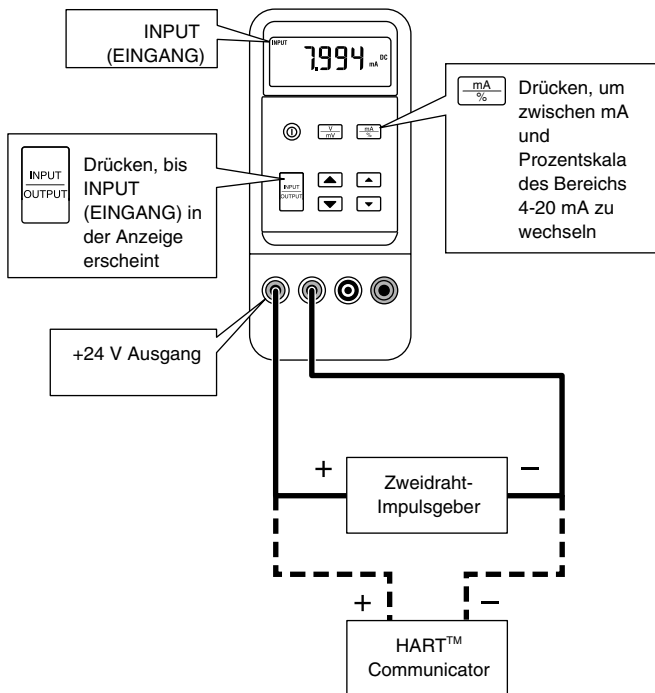 INPUT
(EINGANG)
INPUT
7.994 mA DC
V
mV
mA
%
INPUT
OUTPUT
mA
%
Drücken, um
zwischen mA
und
Prozentskala
des Bereichs
4-20 mA zu
wechseln
INPUT
OUTPUT
Drücken, bis
INPUT
(EINGANG) in
der Anzeige
erscheint
+24 V Ausgang
+
Zweidraht-
Impulsgeber
−
+
−
HART™
Communicator